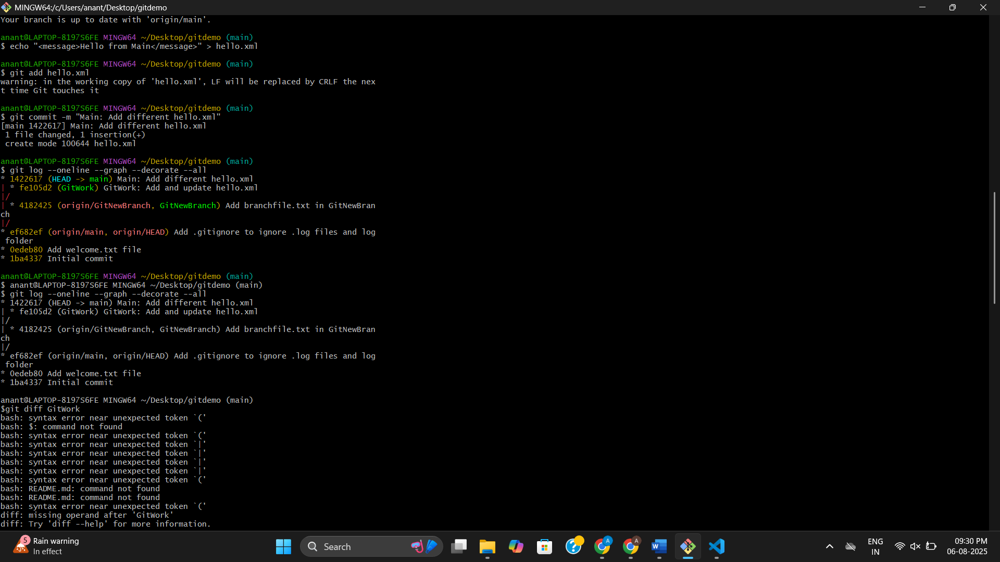 MINGW64:/c/Users/anant/Desktop/gitdemo
Your branch is up to date with 'origin/main'.
anant@LAPTOP-8197S6FE MINGW64 ~/Desktop/gitdemo (main)
$ echo "<message>Hello from Main</message>" > hello.xml
anant@LAPTOP-8197S6FE MINGW64 ~/Desktop/gitdemo (main)
$ git add hello.xml
warning: in the working copy of 'hello.xml', LF will be replaced by CRLF the nex
t time Git touches it
anant@LAPTOP-8197S6FE MINGW64 ~/Desktop/gitdemo (main)
$ git commit -m "Main: Add different hello.xml"
[main 1422617] Main: Add different hello.xml
 1 file changed, 1 insertion(+)
 create mode 100644 hello.xml
anant@LAPTOP-8197S6FE MINGW64 ~/Desktop/gitdemo (main)
$ git log --oneline --graph --decorate --all
* 1422617 (HEAD -> main) Main: Add different hello.xml
| * fe105d2 (GitWork) GitWork: Add and update hello.xml
|/
| * 4182425 (origin/GitNewBranch, GitNewBranch) Add branchfile.txt in GitNewBran
ch
|/
* ef682ef (origin/main, origin/HEAD) Add .gitignore to ignore .log files and log
 folder
* 0edeb80 Add welcome.txt file
* 1ba4337 Initial commit
anant@LAPTOP-8197S6FE MINGW64 ~/Desktop/gitdemo (main)
$ anant@LAPTOP-8197S6FE MINGW64 ~/Desktop/gitdemo (main)
$ git log --oneline --graph --decorate --all
* 1422617 (HEAD -> main) Main: Add different hello.xml
| * fe105d2 (GitWork) GitWork: Add and update hello.xml
|/
| * 4182425 (origin/GitNewBranch, GitNewBranch) Add branchfile.txt in GitNewBran
ch
|/
* ef682ef (origin/main, origin/HEAD) Add .gitignore to ignore .log files and log
 folder
* 0edeb80 Add welcome.txt file
* 1ba4337 Initial commit
anant@LAPTOP-8197S6FE MINGW64 ~/Desktop/gitdemo (main)
$git diff GitWork
bash: syntax error near unexpected token `('
bash: $: command not found
bash: syntax error near unexpected token `('
bash: syntax error near unexpected token `|'
bash: syntax error near unexpected token `|'
bash: syntax error near unexpected token `|'
bash: syntax error near unexpected token `|'
bash: syntax error near unexpected token `('
bash: README.md: command not found
bash: README.md: command not found
bash: syntax error near unexpected token `('
diff: missing operand after 'GitWork'
diff: Try 'diff --help' for more information.
5
Rain warning
In effect
Search
A
A
W
ENG
IN
09:30 PM
06-08-2025